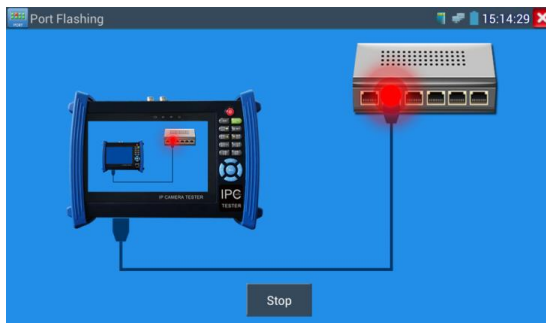 Port Flashing
15:14:29
IP CAMERA TESTER
IPC
TESTER
Stop